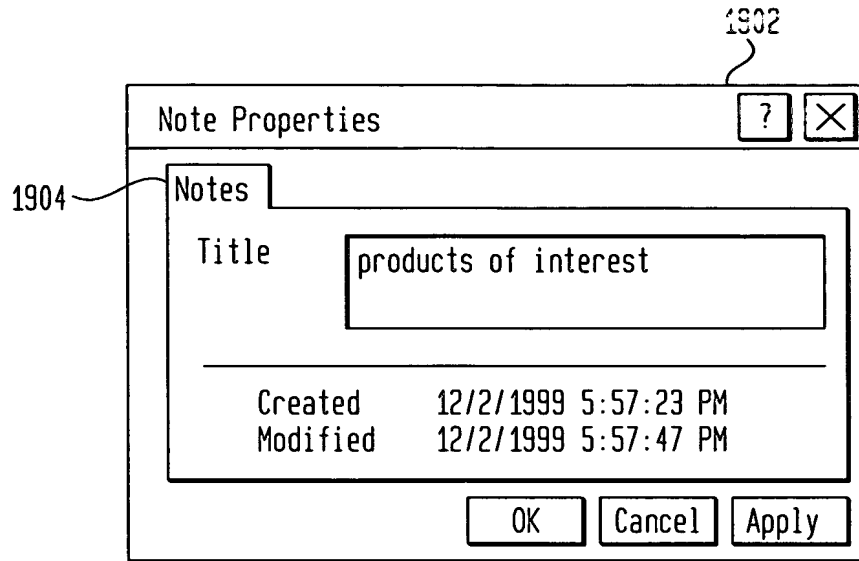 1902
Note Properties ?
1904
Notes
Title products of interest
Created 12/2/1999 5:57:23 PM
Modified 12/2/1999 5:57:47 PM
OK Cancel Apply